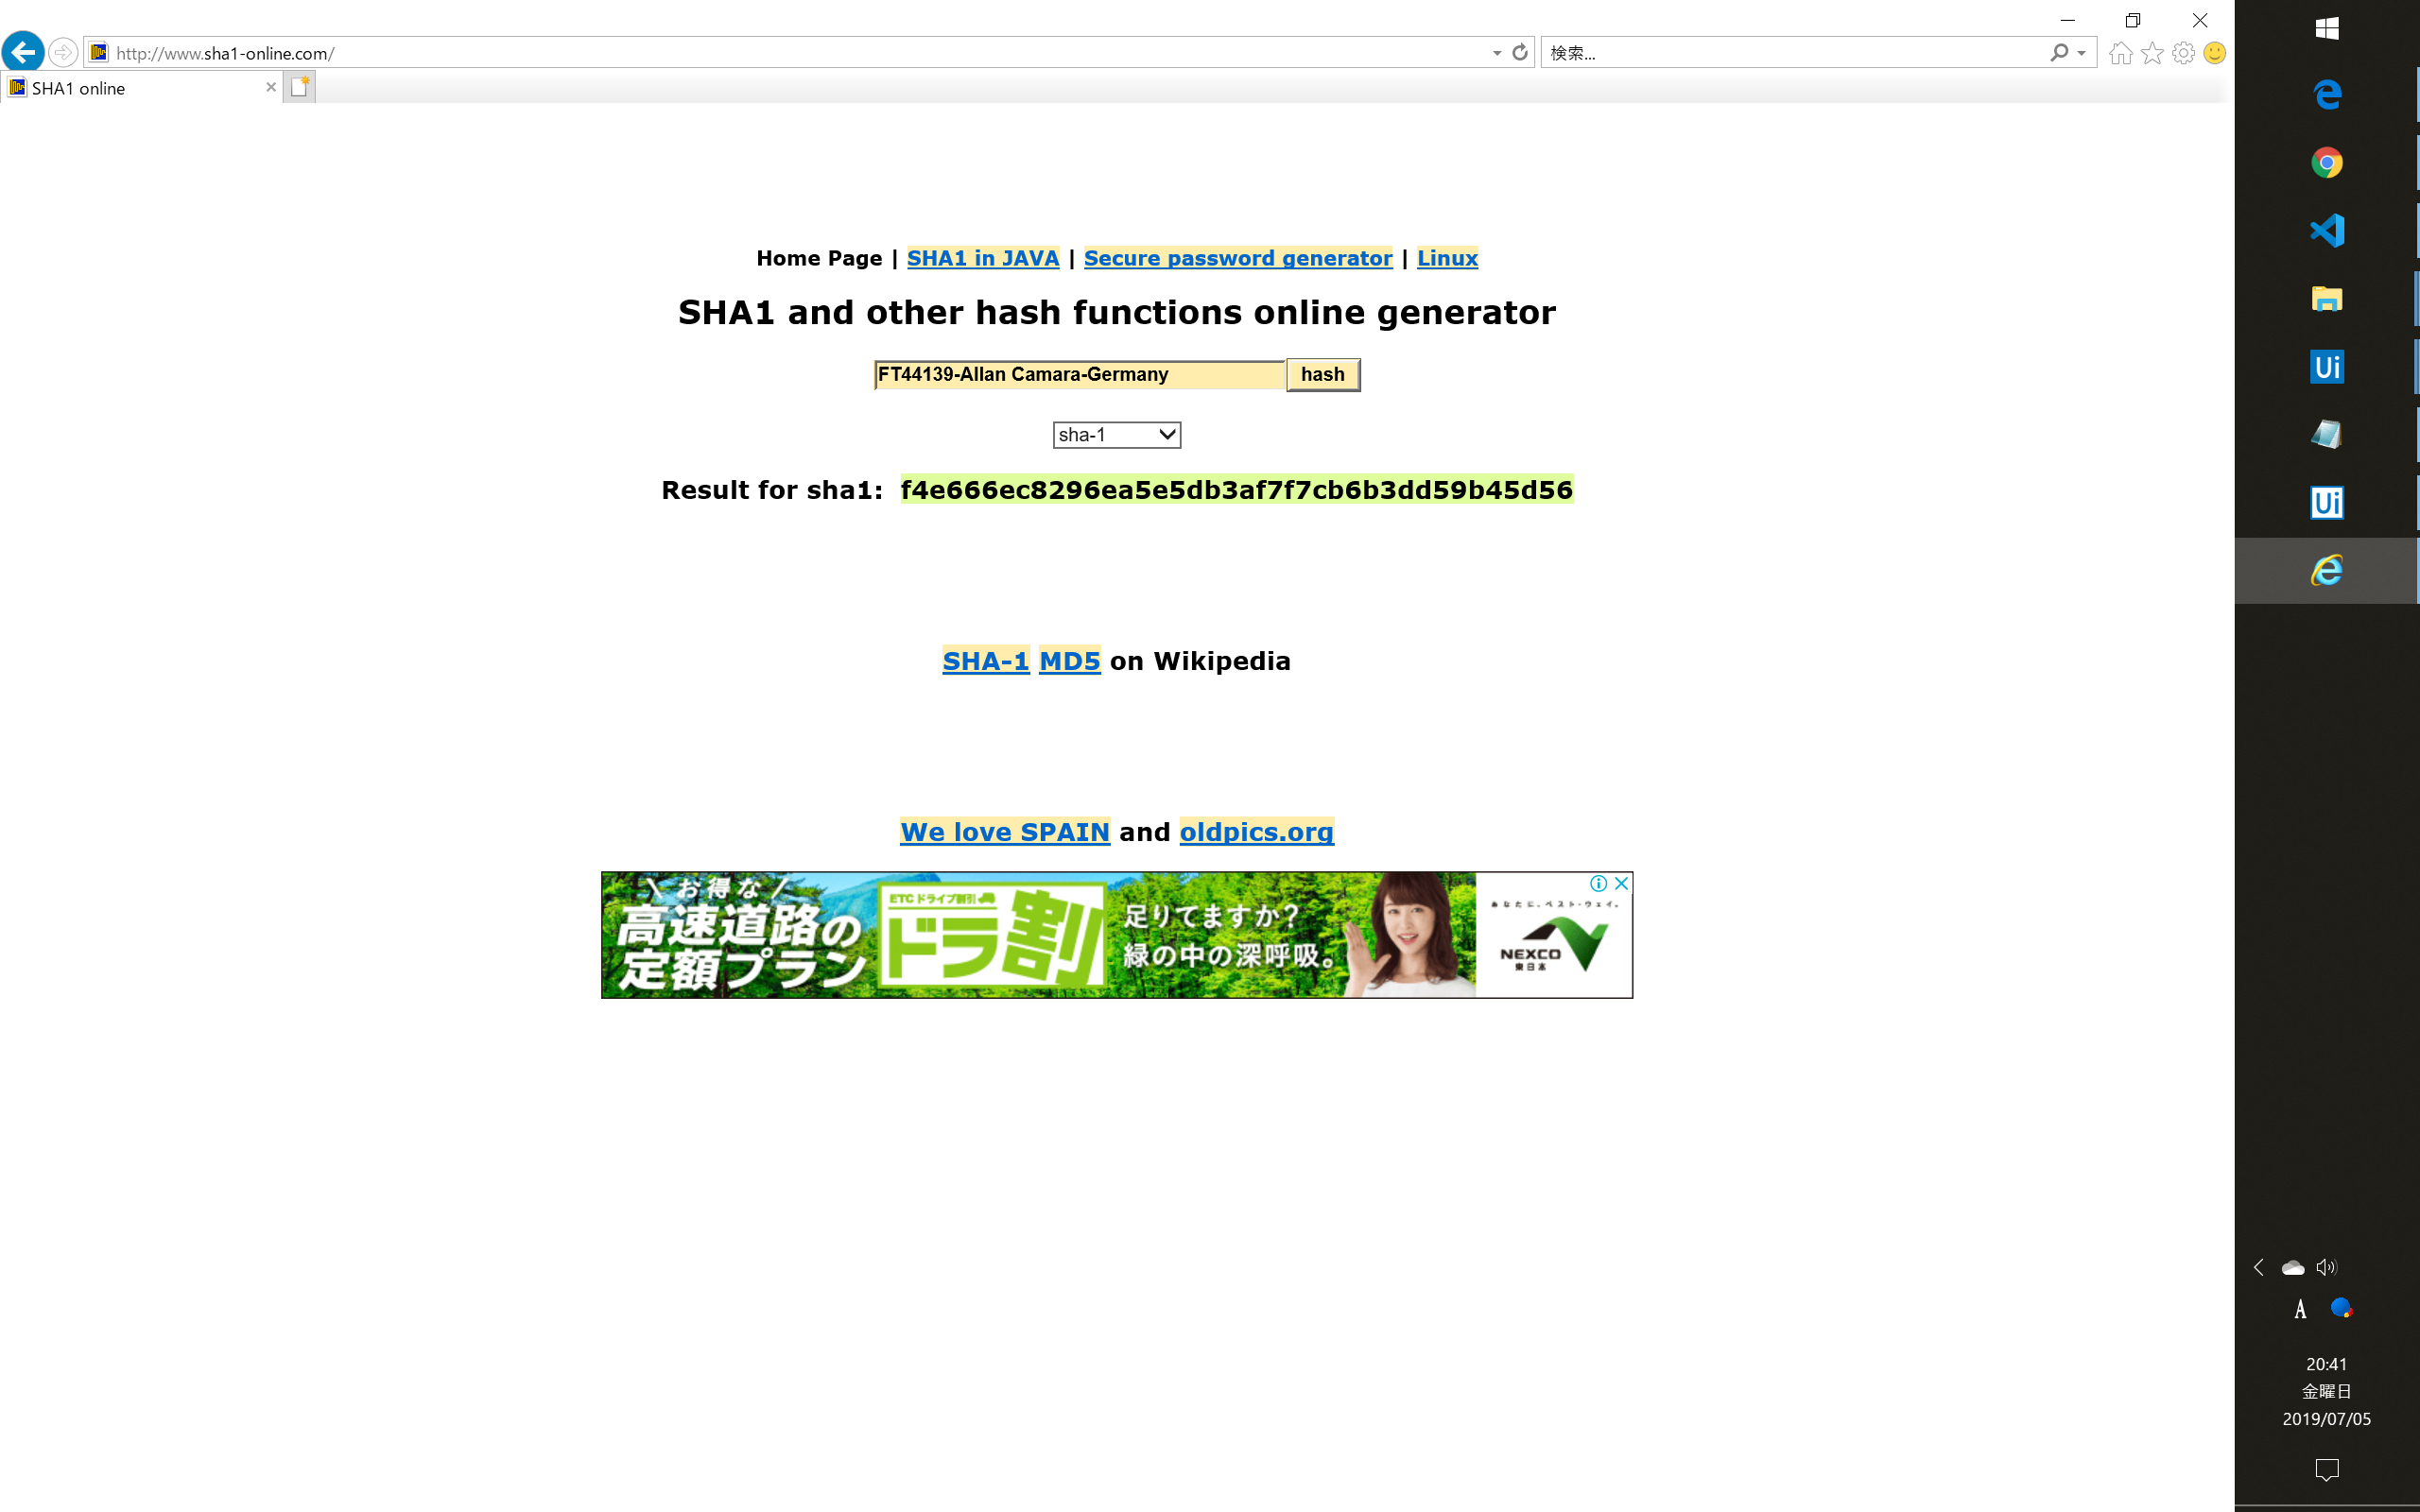 http://www.sha1-online.com/
検索...
SHA1 online
Home Page | SHA1 in JAVA | Secure password generator | Linux
SHA1 and other hash functions online generator
FT44139-Allan Camara-Germany
hash
sha-1
Result for sha1: f4e666ec8296ea5e5db3af7f7cb6b3dd59b45d56
SHA-1 MD5 on Wikipedia
We love SPAIN and oldpics.org
お得な
高速道路の
定額プラン
ETCドライブ割引
ドラ割
足りてますか?
緑の中の深呼吸。
あなたに、ベスト・ウェイ。
NEXCO
東日本
Ui
Ui
A
20:41
金曜日
2019/07/05